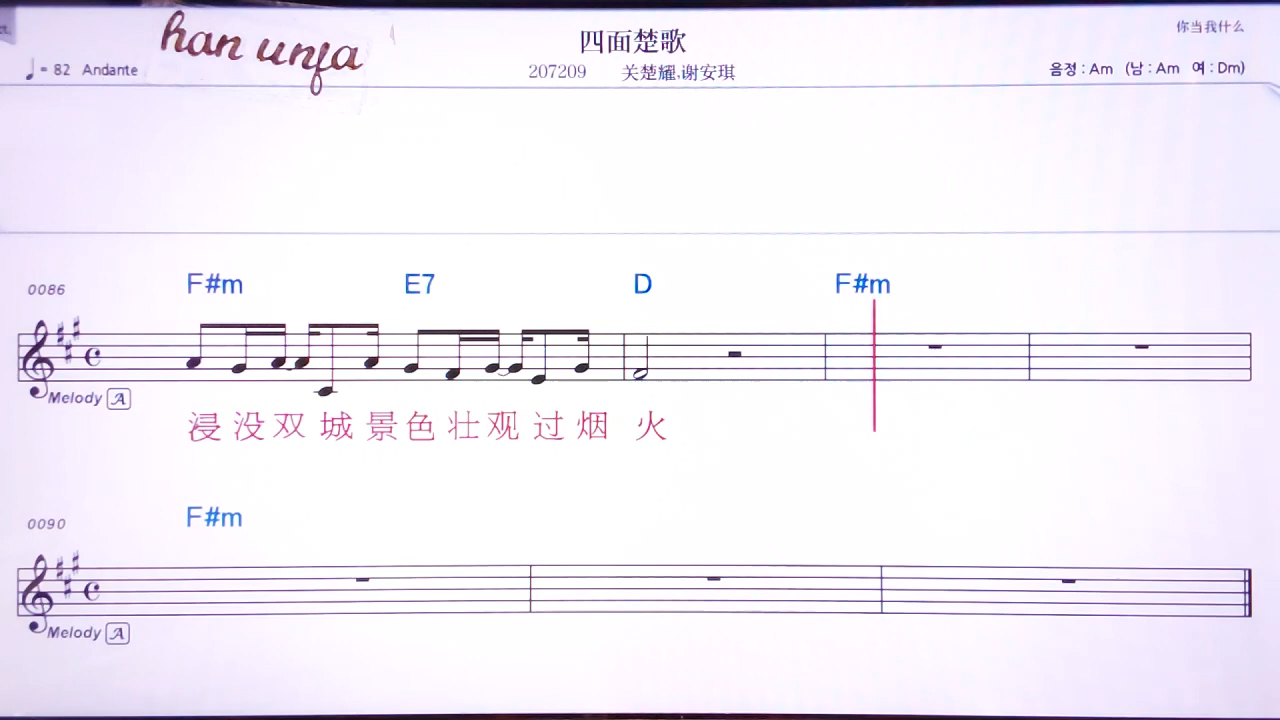 han unfa
四面楚歌
你当我什么
= 82 Andante
207209 关楚耀.谢安琪
음정 : Am (남 : Am 여 : Dm)
0086
F#m E7 D F#m
Melody A
浸没双城景色壮观过烟火
0090
F#m
Melody A